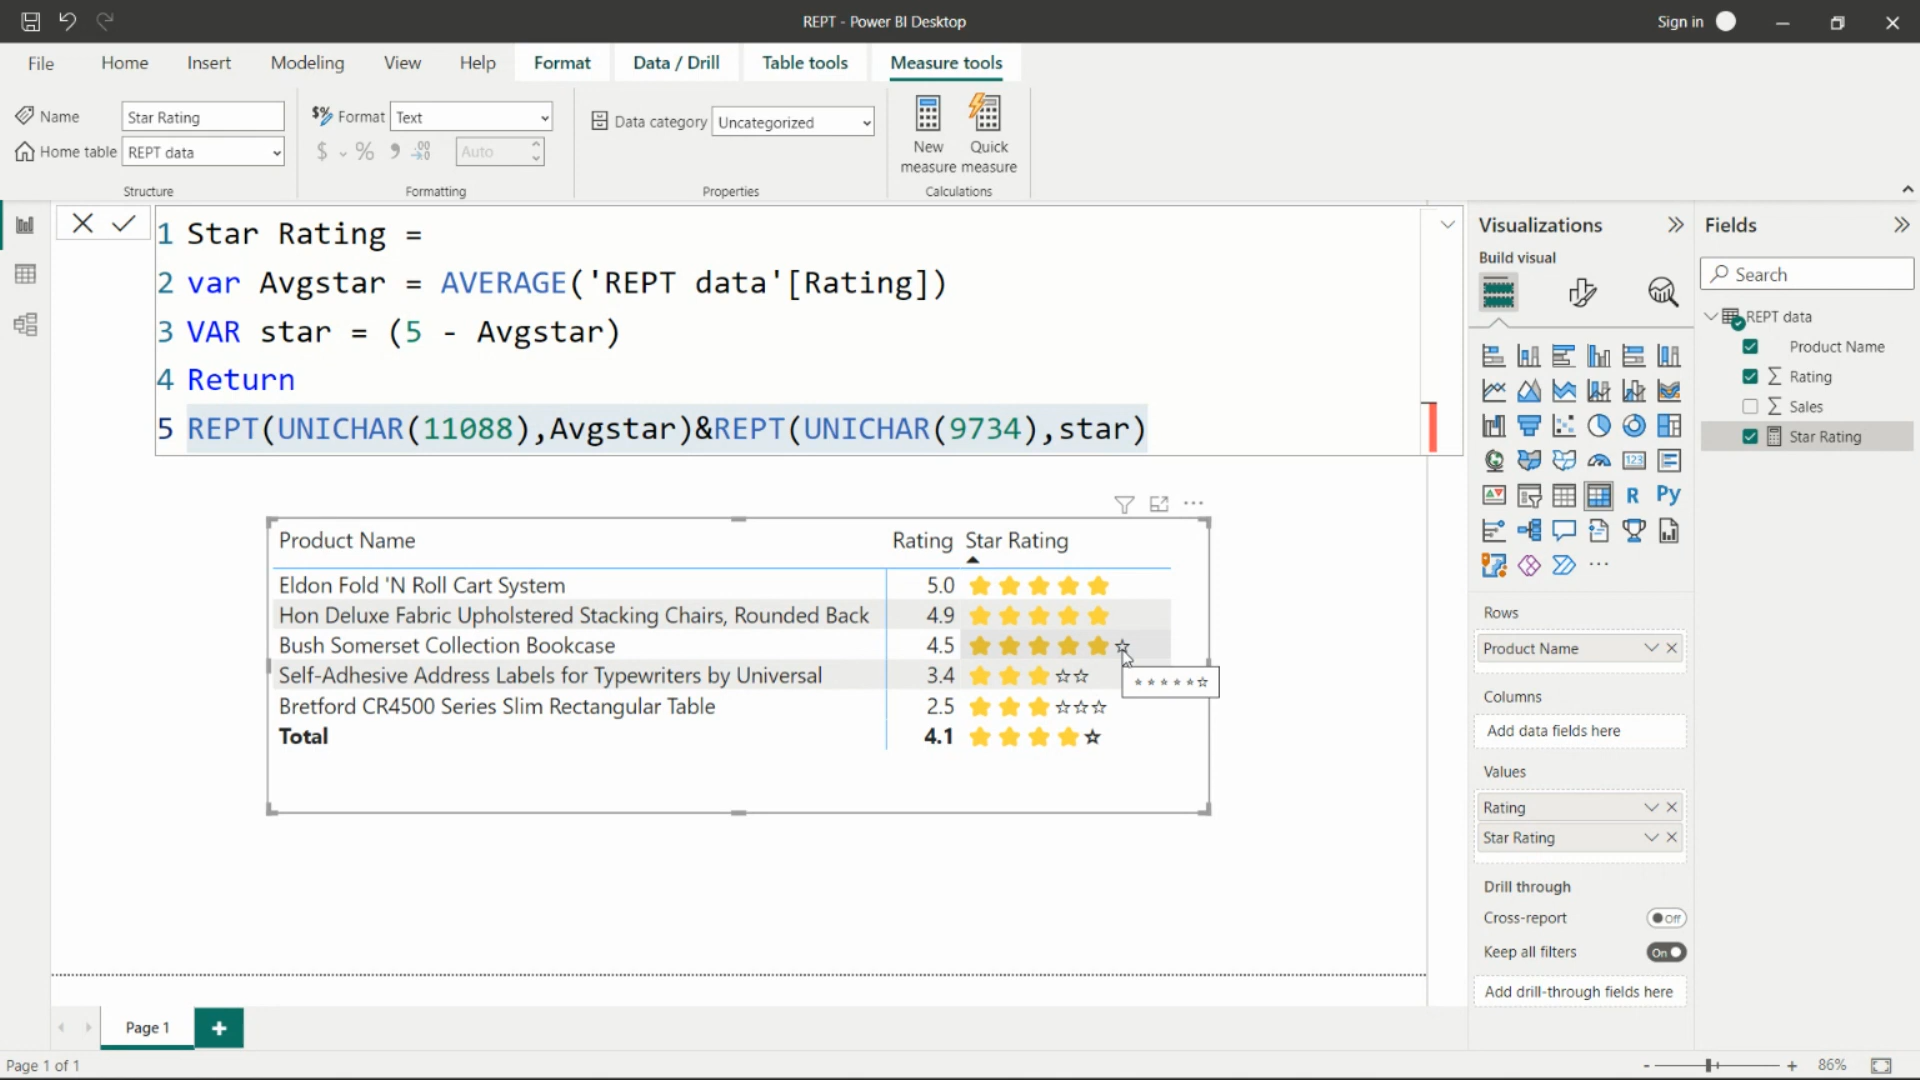 REPT - Power BI Desktop
Sign in
File Home Insert Modeling View Help Format Data / Drill Table tools Measure tools
Name Star Rating
Home table REPT data
Structure
$% Format Text
$ % Auto
Formatting
Data category Uncategorized
Properties
New measure
Quick measure
Calculations
1 Star Rating =
2 var Avgstar = AVERAGE('REPT data'[Rating])
3 VAR star = (5 - Avgstar)
4 Return
5 REPT(UNICHAR(11088),Avgstar)&REPT(UNICHAR(9734),star)
Product Name Rating Star Rating
Eldon Fold 'N Roll Cart System 5.0 ⭐⭐⭐⭐⭐
Hon Deluxe Fabric Upholstered Stacking Chairs, Rounded Back 4.9 ⭐⭐⭐⭐⭐
Bush Somerset Collection Bookcase 4.5 ⭐⭐⭐⭐⭐☆
Self-Adhesive Address Labels for Typewriters by Universal 3.4 ⭐⭐⭐☆☆
Bretford CR4500 Series Slim Rectangular Table 2.5 ⭐⭐⭐☆☆☆
Total 4.1 ⭐⭐⭐⭐☆
Visualizations
Build visual
123
R
Py
Rows
Product Name
Columns
Add data fields here
Values
Rating
Star Rating
Drill through
Cross-report Off
Keep all filters On
Add drill-through fields here
Fields
Search
REPT data
Product Name
Rating
Sales
Star Rating
Page 1
Page 1 of 1
86%